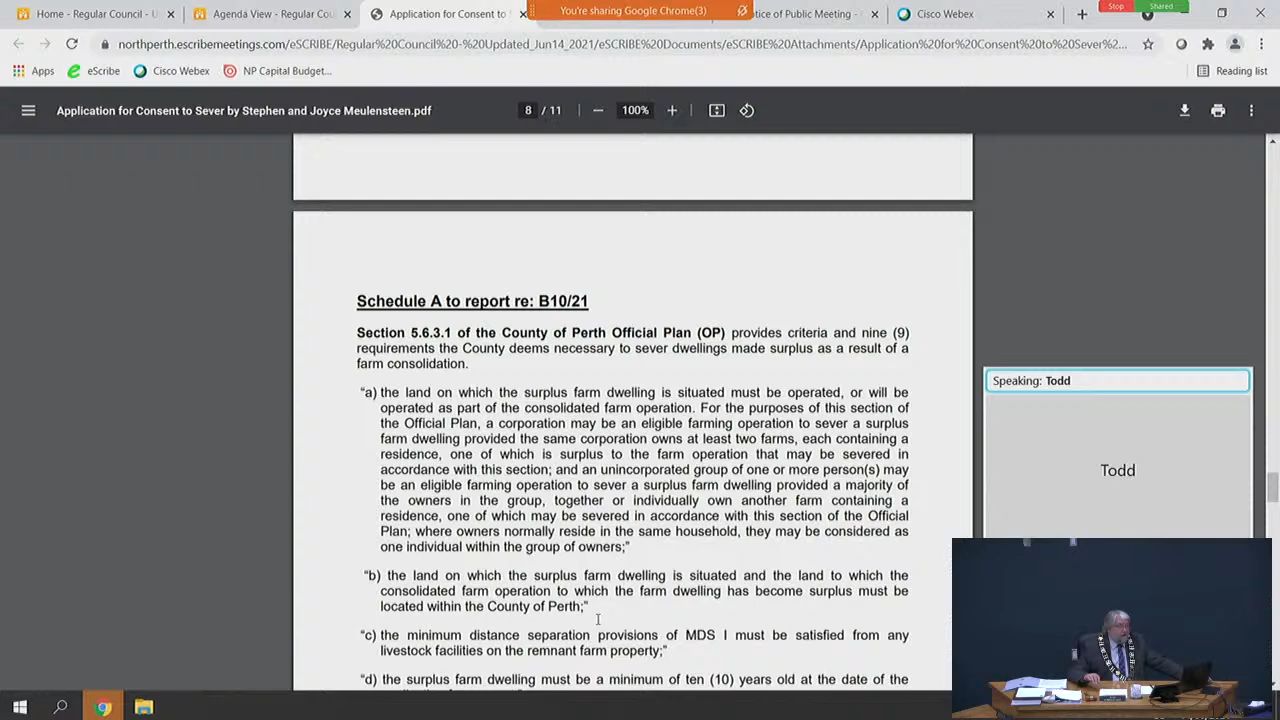 Home - Regular Council - U
Agenda View - Regular Cou
Application for Consent to
You're sharing Google Chrome(3)
tice of Public Meeting -
Cisco Webex
Stop
Shared
northperth.escribemeetings.com/eSCRIBE/Regular%20Council%20-%20Updated_Jun14_2021/eSCRIBE%20Documents/eSCRIBE%20Attachments/Application%20for%20Consent%20to%20Sever%2...
Apps
eScribe
Cisco Webex
NP Capital Budget...
Reading list
Application for Consent to Sever by Stephen and Joyce Meulensteen.pdf
8 / 11
100%
Schedule A to report re: B10/21
Section 5.6.3.1 of the County of Perth Official Plan (OP) provides criteria and nine (9)
requirements the County deems necessary to sever dwellings made surplus as a result of a
farm consolidation.
“a) the land on which the surplus farm dwelling is situated must be operated, or will be
operated as part of the consolidated farm operation. For the purposes of this section of
the Official Plan, a corporation may be an eligible farming operation to sever a surplus
farm dwelling provided the same corporation owns at least two farms, each containing a
residence, one of which is surplus to the farm operation that may be severed in
accordance with this section; and an unincorporated group of one or more person(s) may
be an eligible farming operation to sever a surplus farm dwelling provided a majority of
the owners in the group, together or individually own another farm containing a
residence, one of which may be severed in accordance with this section of the Official
Plan; where owners normally reside in the same household, they may be considered as
one individual within the group of owners;”
“b) the land on which the surplus farm dwelling is situated and the land to which the
consolidated farm operation to which the farm dwelling has become surplus must be
located within the County of Perth;”
“c) the minimum distance separation provisions of MDS I must be satisfied from any
livestock facilities on the remnant farm property;”
“d) the surplus farm dwelling must be a minimum of ten (10) years old at the date of the
Speaking: Todd
Todd